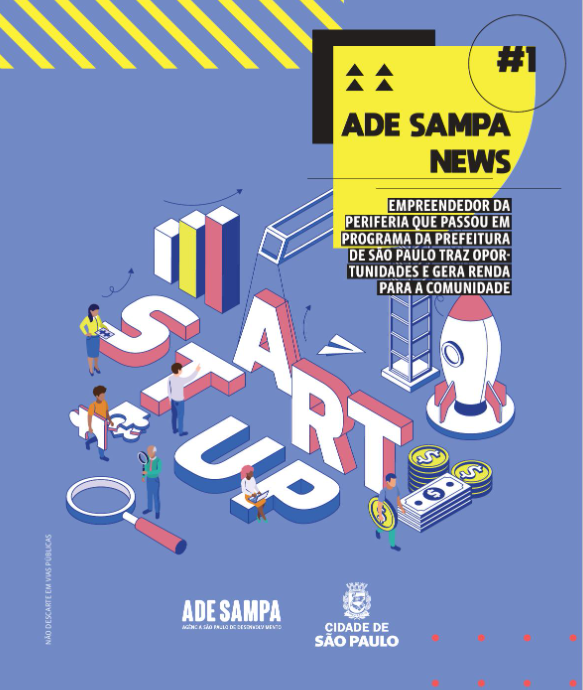 #1
ADE SAMPA
NEWS
EMPREENDEDOR DA
PERIFERIA QUE PASSOU EM
PROGRAMA DA PREFEITURA
DE SÃO PAULO TRAZ OPOR-
TUNIDADES E GERA RENDA
PARA A COMUNIDADE
START
UP
NÃO DESCARTE EM VIAS PÚBLICAS
ADE SAMPA
AGÊNCIA SÃO PAULO DE DESENVOLVIMENTO
CIDADE DE
SÃO PAULO